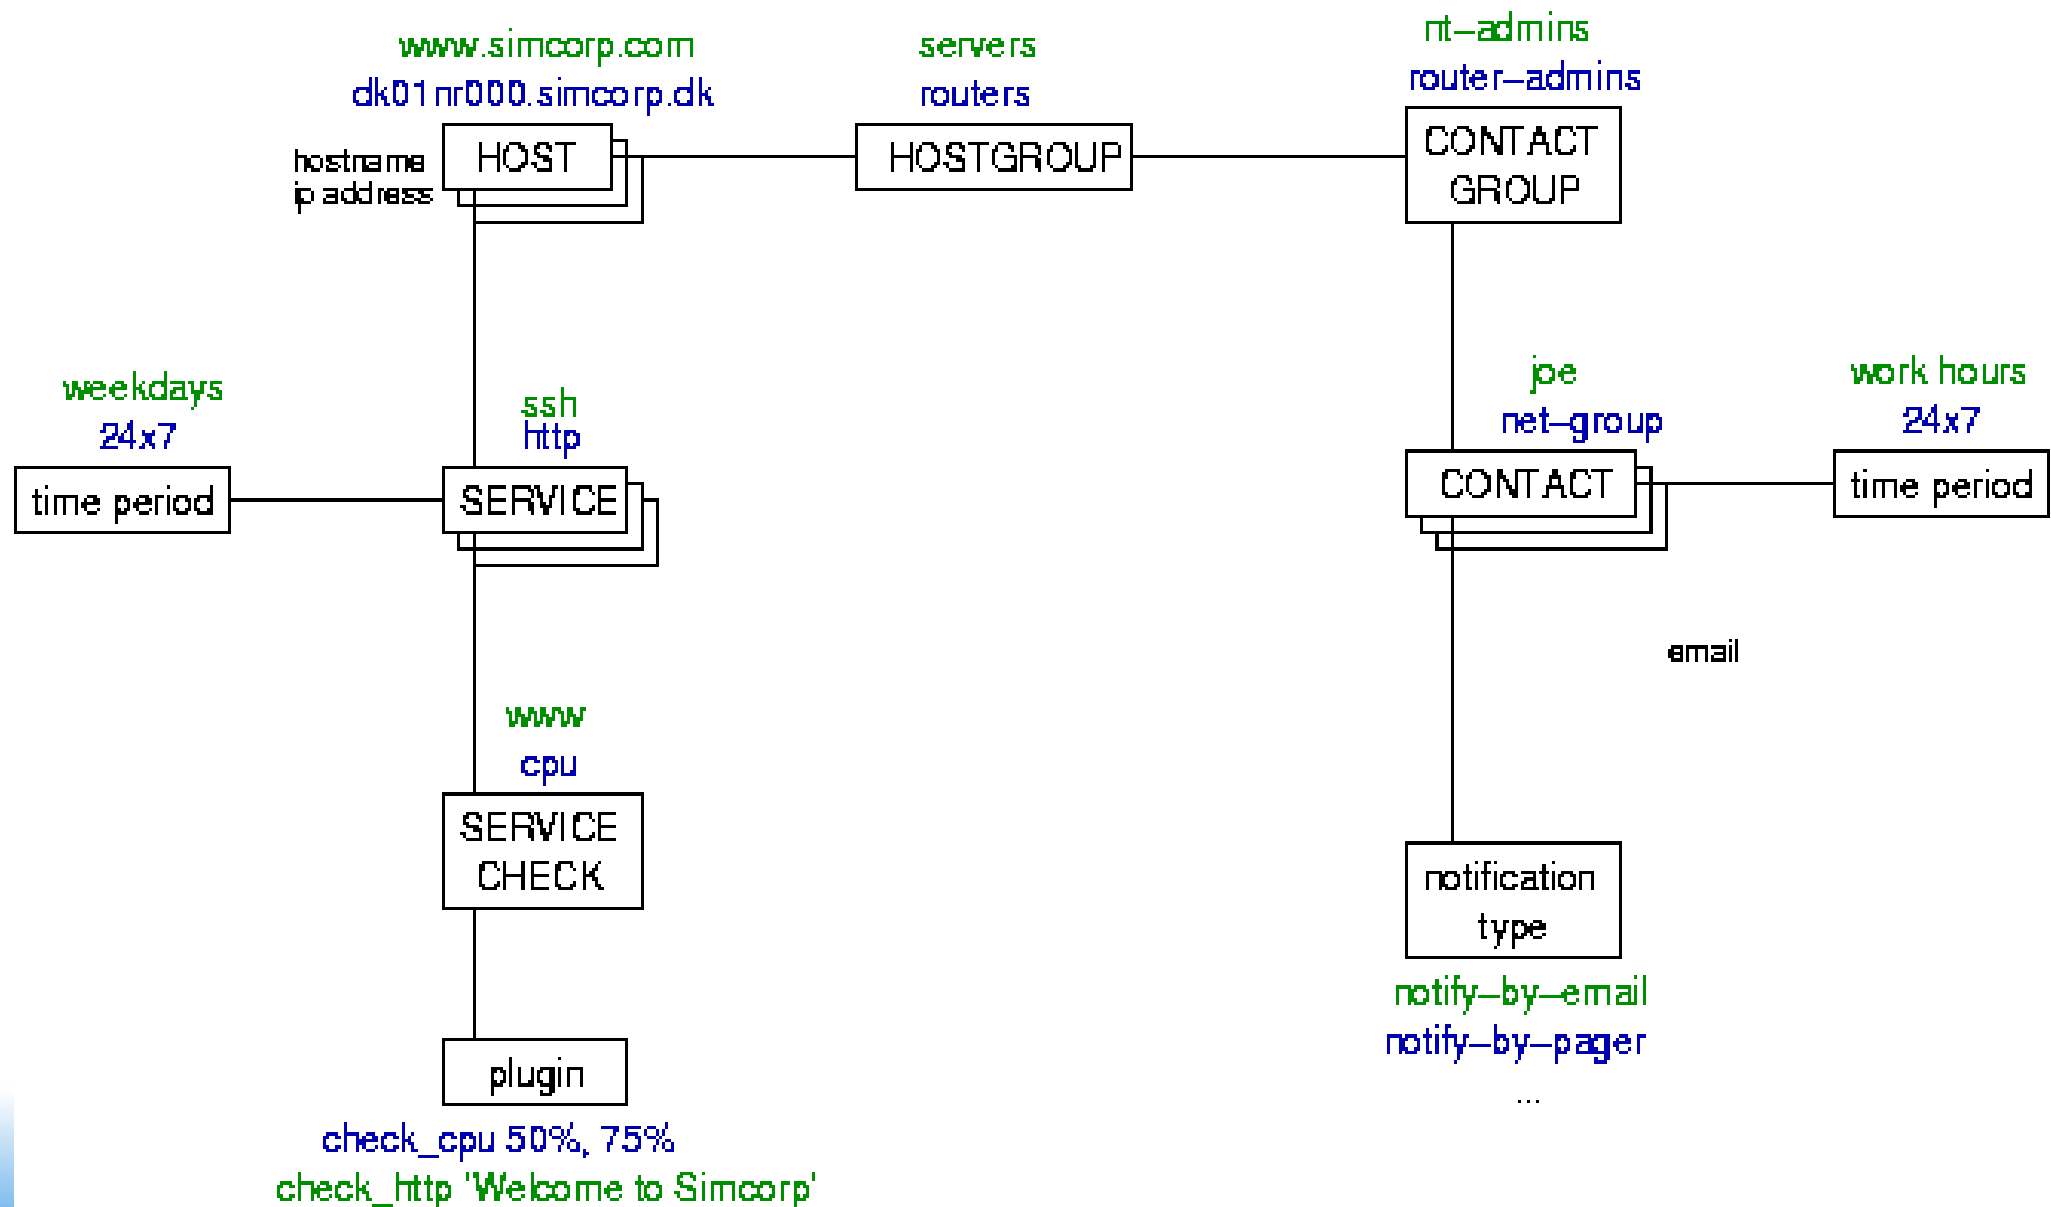 www.simcorp.com
dk01nr000.simcorp.dk
hostname
ip address
HOST
servers
routers
HOSTGROUP
nt-admins
router-admins
CONTACT
GROUP
weekdays
24x7
time period
ssh
http
SERVICE
joe
net-group
CONTACT
work hours
24x7
time period
email
www
cpu
SERVICE
CHECK
notification
type
notify-by-email
notify-by-pager
...
plugin
check_cpu 50%, 75%
check_http 'Welcome to Simcorp'